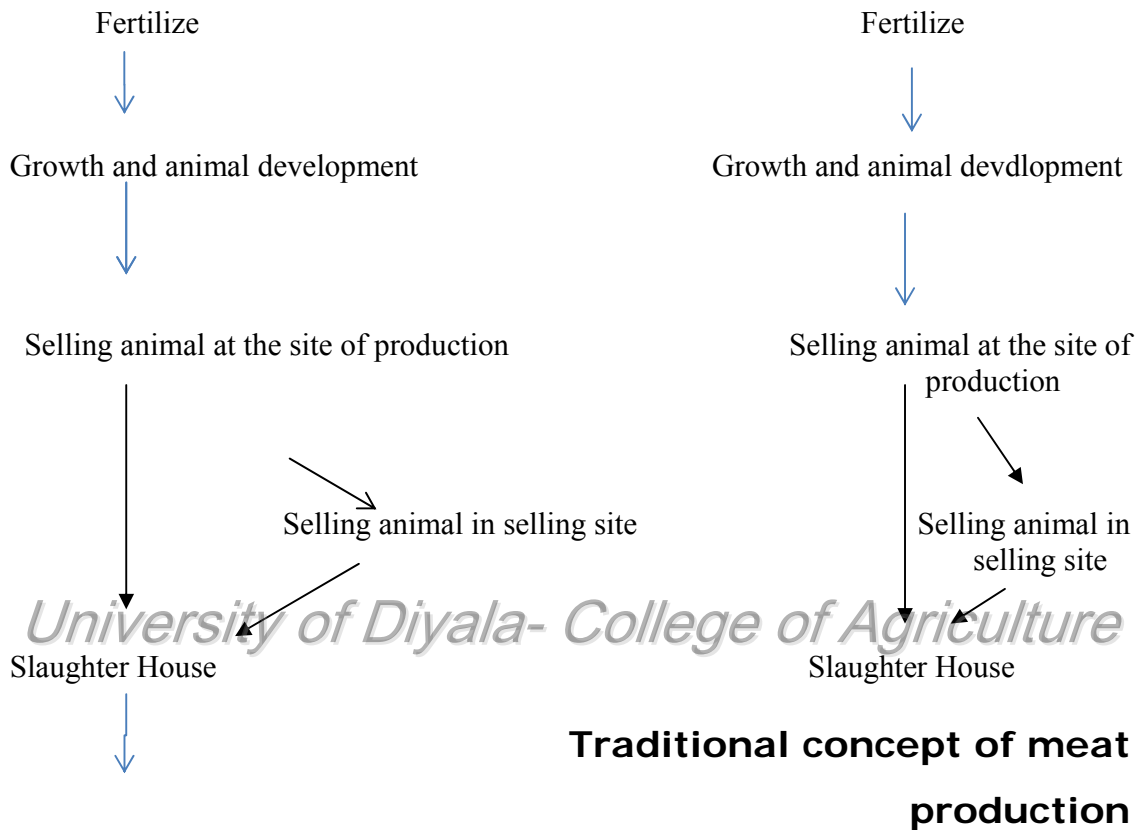 Fertilize
Fertilize
Growth and animal development
Growth and animal devdlopment
Selling animal at the site of production
Selling animal at the site of
production
Selling animal in selling site
Selling animal in
selling site
University of Diyala- College of Agriculture
Slaughter House
Slaughter House
Traditional concept of meat
production